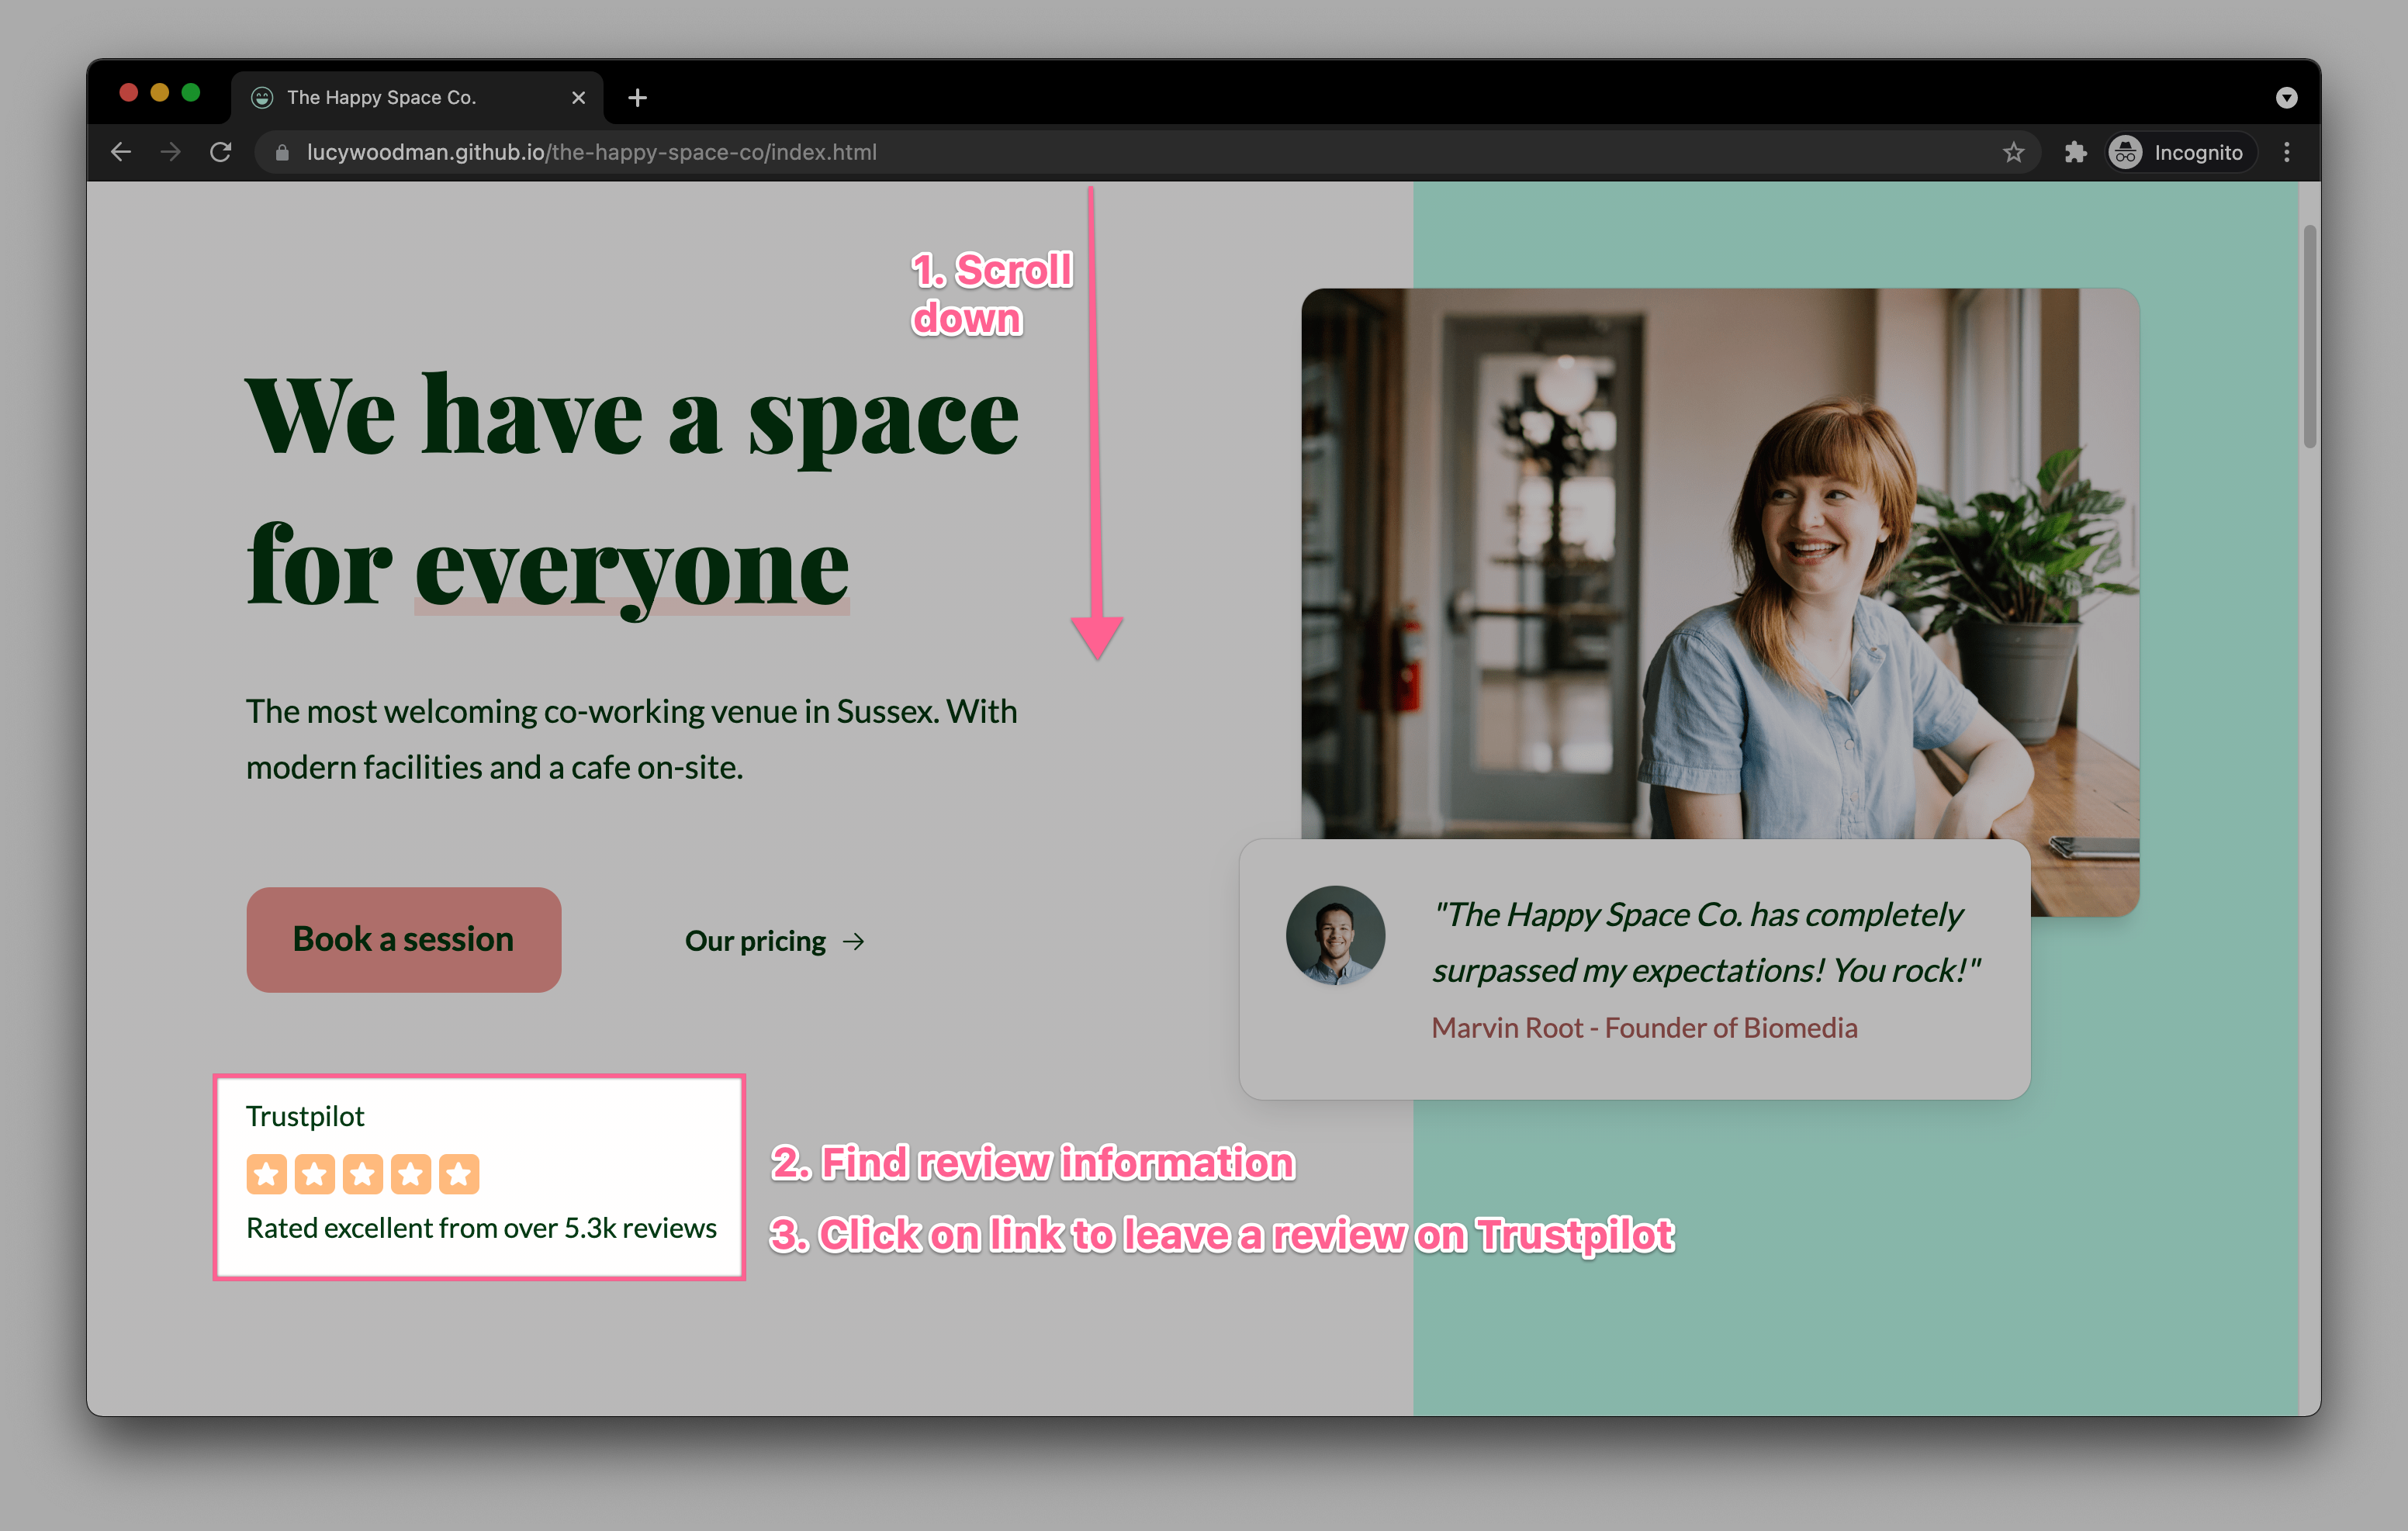 The Happy Space Co.
lucywoodman.github.io/the-happy-space-co/index.html
Incognito
1. Scroll
down
We have a space
for everyone
The most welcoming co-working venue in Sussex. With
modern facilities and a cafe on-site.
Book a session
Our pricing →
"The Happy Space Co. has completely
surpassed my expectations! You rock!"
Marvin Root - Founder of Biomedia
Trustpilot
Rated excellent from over 5.3k reviews
2. Find review information
3. Click on link to leave a review on Trustpilot